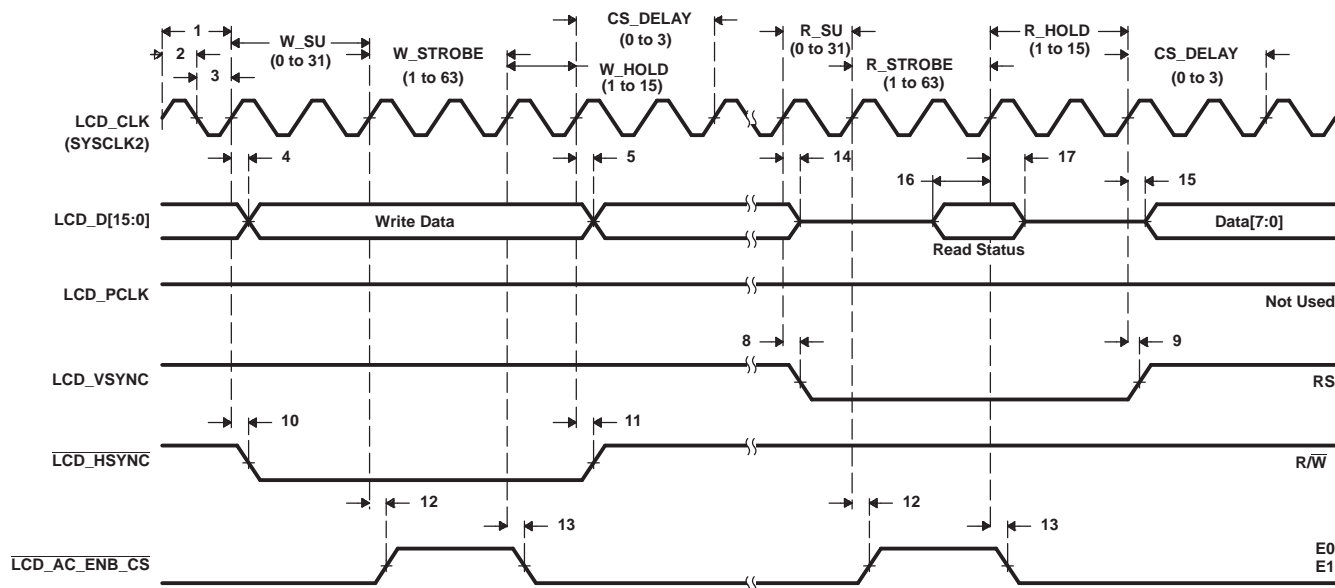 1
2
3
W_SU
(0 to 31)
W_STROBE
(1 to 63)
CS_DELAY
(0 to 3)
W_HOLD
(1 to 15)
R_SU
(0 to 31)
R_STROBE
(1 to 63)
R_HOLD
(1 to 15)
CS_DELAY
(0 to 3)
LCD_CLK
(SYSCLK2)
4
5
14
17
16
15
LCD_D[15:0]
Write Data
Read Status
Data[7:0]
LCD_PCLK
Not Used
8
9
LCD_VSYNC
RS
10
11
LCD_HSYNC
R/W
12
13
12
13
LCD_AC_ENB_CS
E0
E1